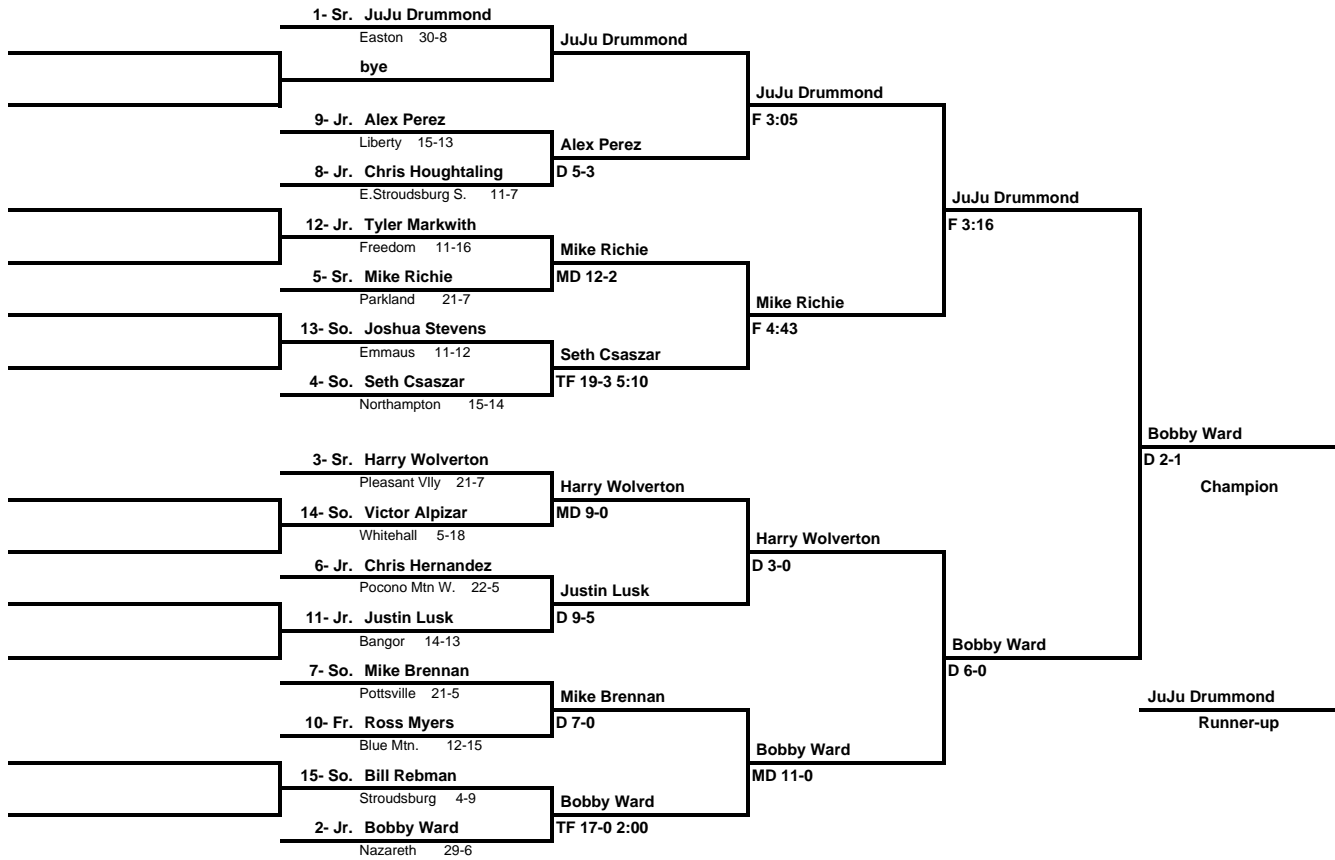 1- Sr. JuJu Drummond
Easton 30-8
JuJu Drummond
bye
JuJu Drummond
F 3:05
9- Jr. Alex Perez
Liberty 15-13
Alex Perez
8- Jr. Chris Houghtaling
D 5-3
E.Stroudsburg S. 11-7
JuJu Drummond
F 3:16
12- Jr. Tyler Markwith
Freedom 11-16
Mike Richie
5- Sr. Mike Richie
MD 12-2
Parkland 21-7
Mike Richie
F 4:43
13- So. Joshua Stevens
Emmaus 11-12
Seth Csaszar
4- So. Seth Csaszar
TF 19-3 5:10
Northampton 15-14
Bobby Ward
D 2-1
Champion
3- Sr. Harry Wolverton
Pleasant Vlly 21-7
Harry Wolverton
14- So. Victor Alpizar
MD 9-0
Whitehall 5-18
Harry Wolverton
D 3-0
6- Jr. Chris Hernandez
Pocono Mtn W. 22-5
Justin Lusk
11- Jr. Justin Lusk
D 9-5
Bangor 14-13
Bobby Ward
D 6-0
7- So. Mike Brennan
Pottsville 21-5
Mike Brennan
JuJu Drummond
Runner-up
10- Fr. Ross Myers
D 7-0
Blue Mtn. 12-15
Bobby Ward
MD 11-0
15- So. Bill Rebman
Stroudsburg 4-9
Bobby Ward
2- Jr. Bobby Ward
TF 17-0 2:00
Nazareth 29-6